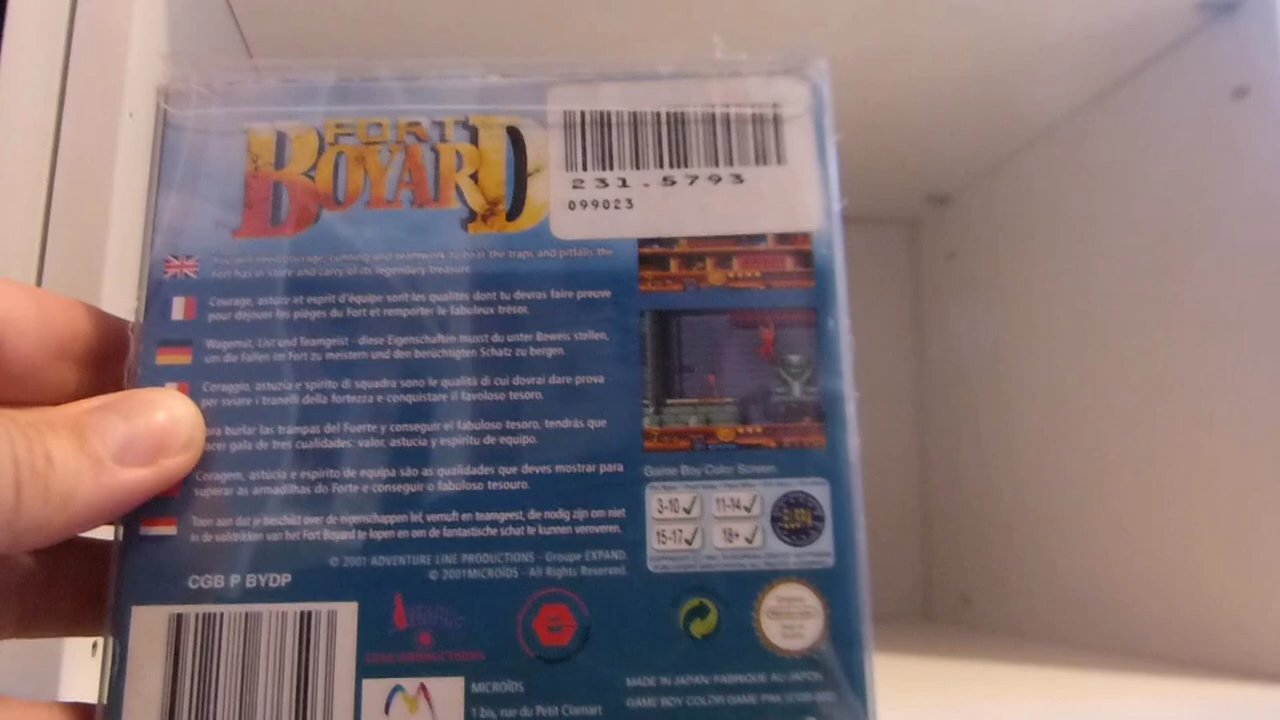 FORT
BOYARD
231.5793
099023
You will need courage, cunning and teamwork to beat the traps and pitfalls the
Fort has in store and carry of its legendary treasure.
Courage, astuce et esprit d'équipe sont les qualités dont tu devras faire preuve
pour déjouer les pièges du Fort et remporter le fabuleux trésor.
Wagemut, List und Teamgeist - diese Eigenschaften musst du unter Beweis stellen,
um die Fallen im Fort zu meistern und den berüchtigten Schatz zu bergen.
Coraggio, astuzia e spirito di squadra sono le qualità di cui dovrai dare prova
per sviare i tranelli della fortezza e conquistare il favoloso tesoro.
ara burlar las trampas del Fuerte y conseguir el fabuloso tesoro, tendrás que
acer gala de tres cualidades: valor, astucia y espíritu de equipo.
Coragem, astúcia e espírito de equipa são as qualidades que deves mostrar para
superar as armadilhas do Forte e conseguir o fabuloso tesouro.
Toon aan dat je beschikt over de eigenschappen lef, vernuft en teamgeest, die nodig zijn om niet
in de valstrikken van het Fort Boyard te lopen en om de fantastische schat te kunnen veroveren.
Game Boy Color Screen.
3-10 11-14
15-17 18+
© 2001 ADVENTURE LINE PRODUCTIONS - Groupe EXPAND.
© 2001 MICROÏDS - All Rights Reserved.
CGB P BYDP
Original
Nintendo
MICROÏDS
1 bis, rue du Petit Clamart
MADE IN JAPAN/FABRIQUÉ AU JAPON
GAME BOY COLOR GAME PAK